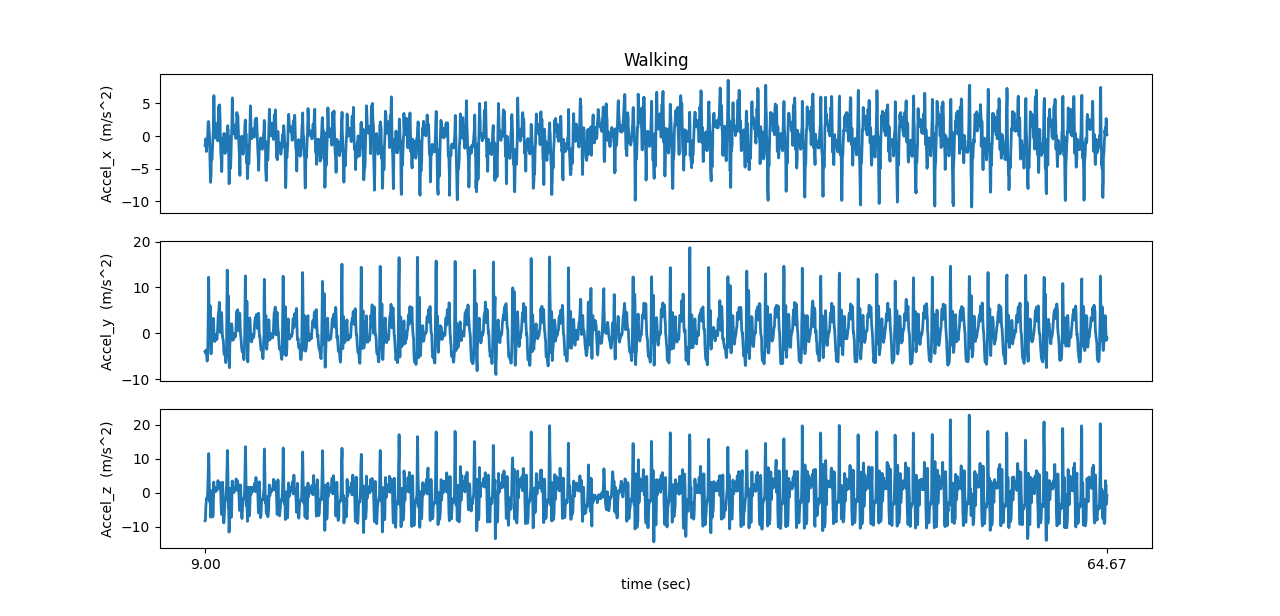 Walking
Accel_x (m/s^2)
5
0
−5
−10
Accel_y (m/s^2)
20
10
0
−10
Accel_z (m/s^2)
20
10
0
−10
9.00
64.67
time (sec)